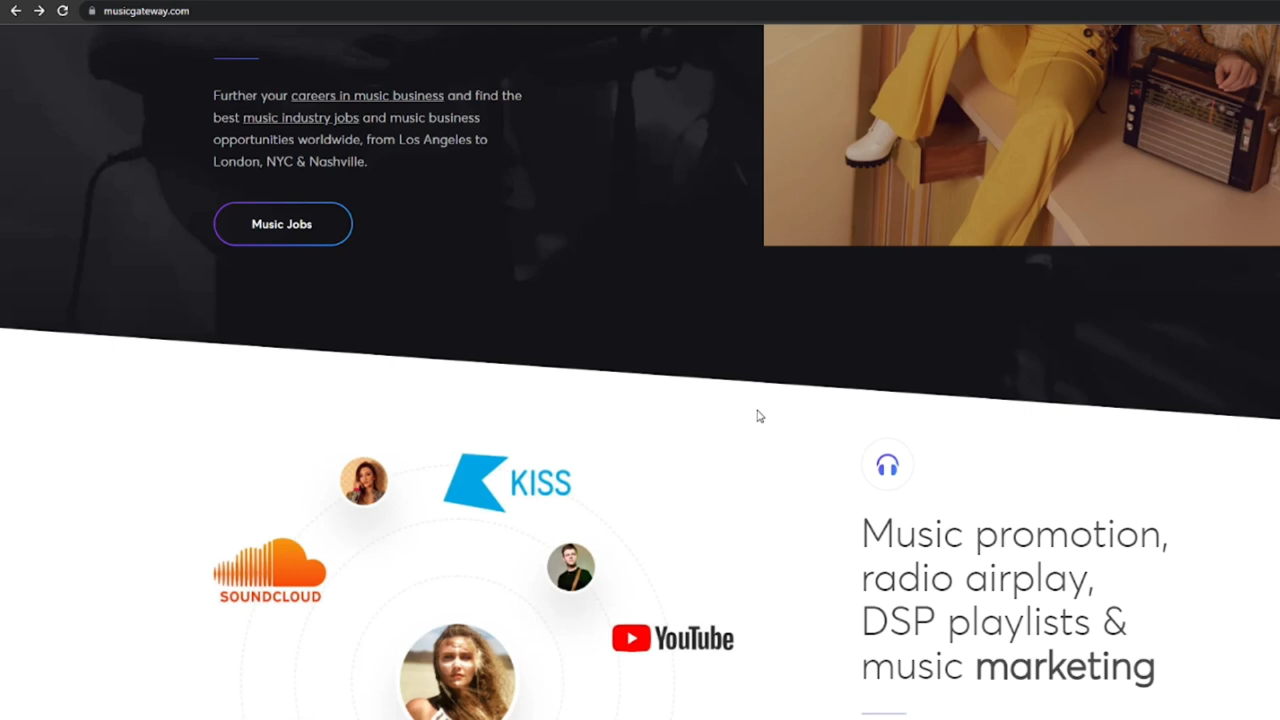 musicgateway.com
Further your careers in music business and find the
best music industry jobs and music business
opportunities worldwide, from Los Angeles to
London, NYC & Nashville.
Music Jobs
KISS
SOUNDCLOUD
YouTube
Music promotion,
radio airplay,
DSP playlists &
music marketing